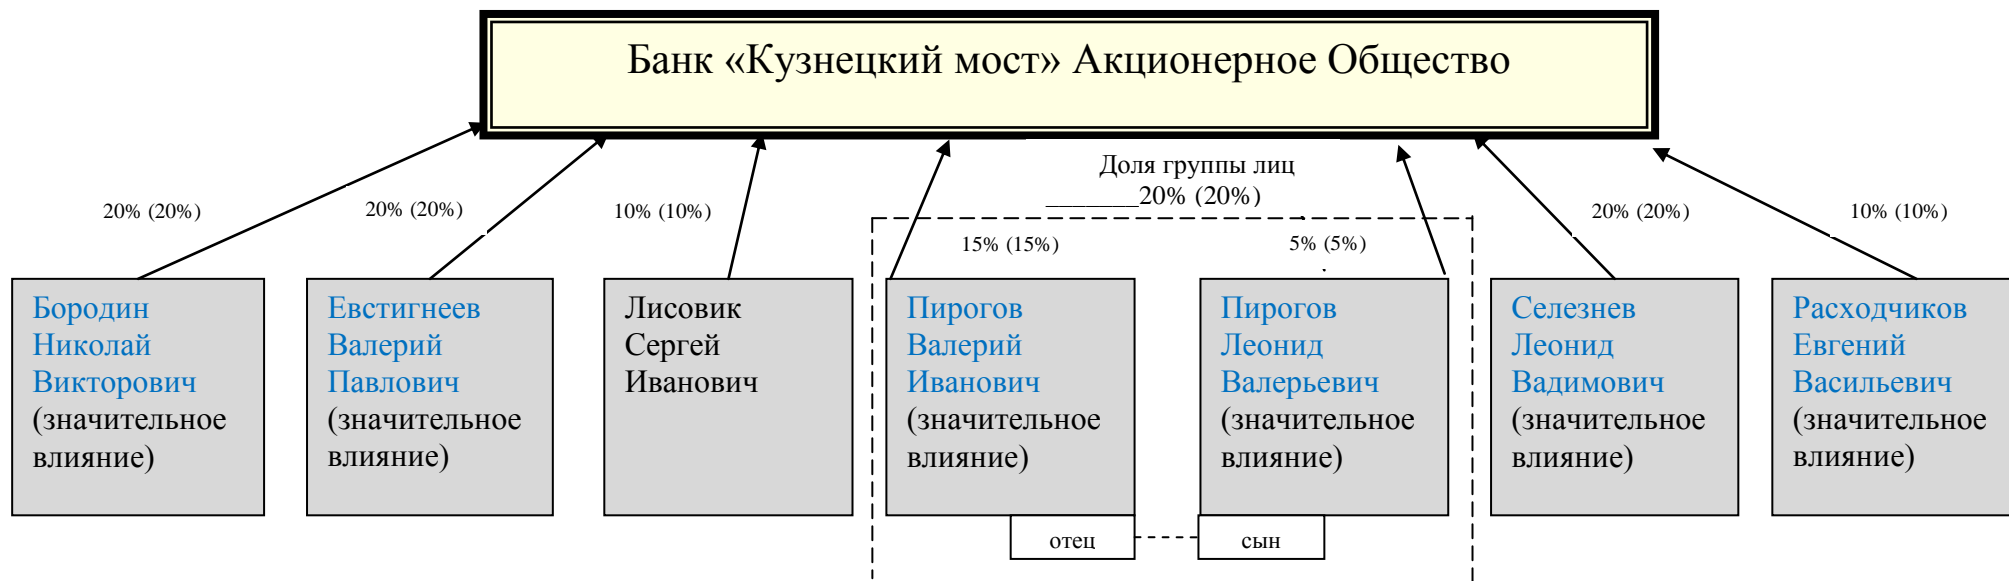 Банк «Кузнецкий мост» Акционерное Общество
Доля группы лиц
_______20% (20%)
20% (20%)
20% (20%)
10% (10%)
15% (15%)
5% (5%)
20% (20%)
10% (10%)
Бородин
Николай
Викторович
(значительное
влияние)
Евстигнеев
Валерий
Павлович
(значительное
влияние)
Лисовик
Сергей
Иванович
Пирогов
Валерий
Иванович
(значительное
влияние)
Пирогов
Леонид
Валерьевич
(значительное
влияние)
Селезнев
Леонид
Вадимович
(значительное
влияние)
Расходчиков
Евгений
Васильевич
(значительное
влияние)
отец
сын